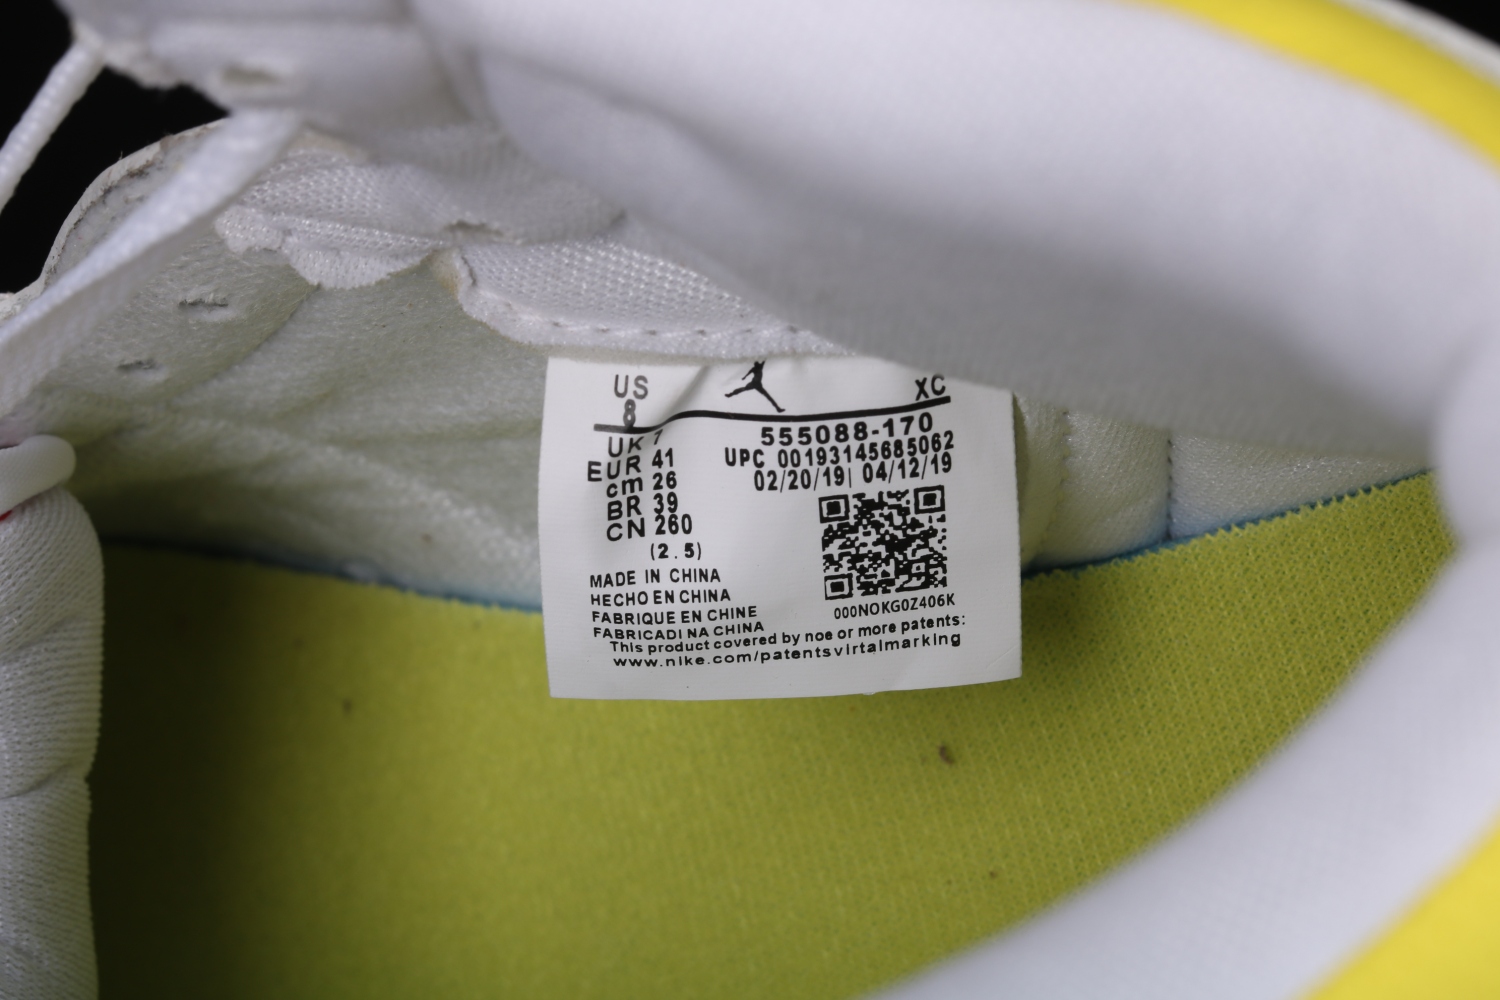 US XC
8
UK 7 555088-170
EUR 41 UPC 00193145685062
cm 26 02/20/19| 04/12/19
BR 39
CN 260
(2.5)
MADE IN CHINA
HECHO EN CHINA 000NOKG0Z406K
FABRIQUE EN CHINE
FABRICADI NA CHINA
This product covered by noe or more patents:
www.nike.com/patentsvirtalmarking